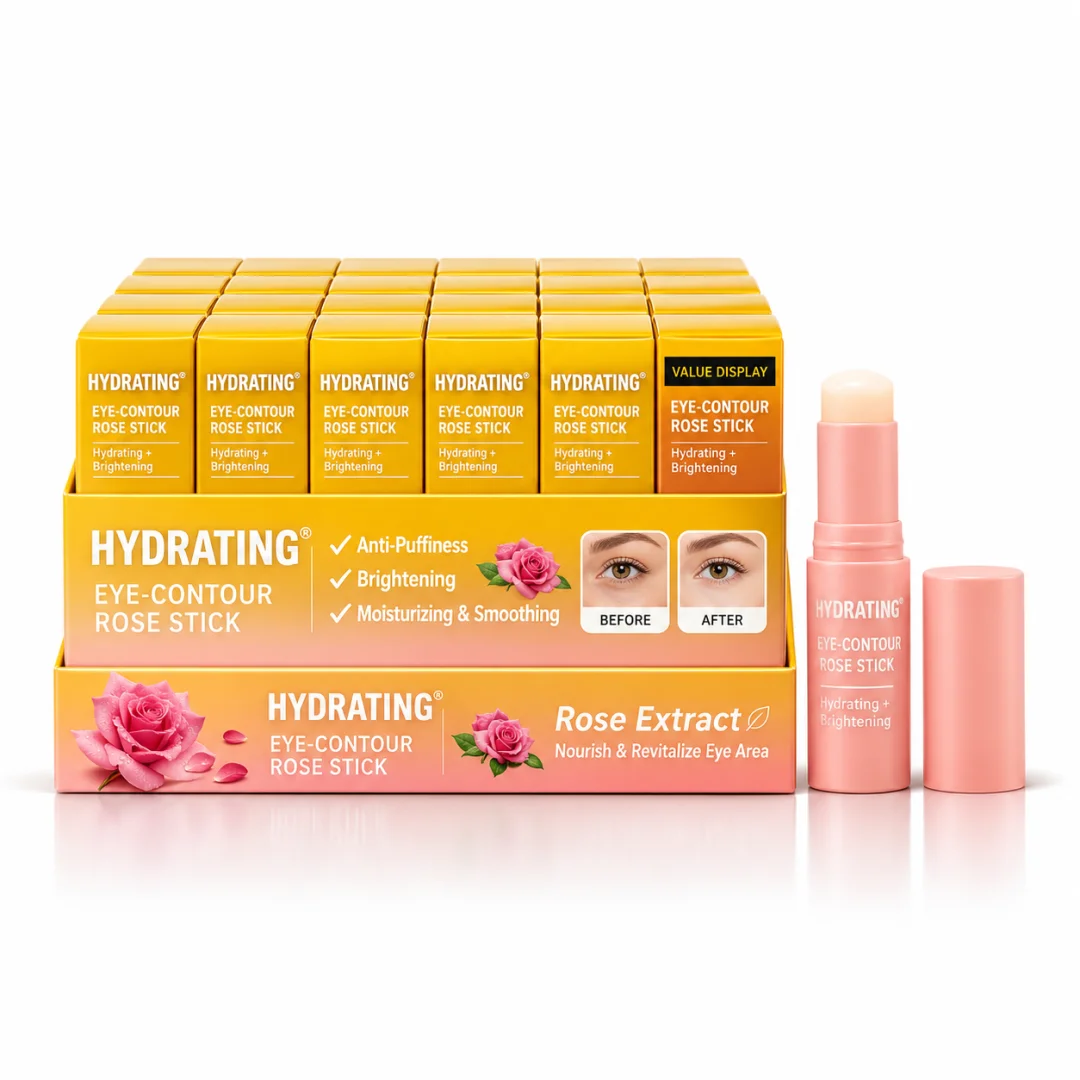 HYDRATING®
EYE-CONTOUR
ROSE STICK
Hydrating +
Brightening
HYDRATING®
EYE-CONTOUR
ROSE STICK
Hydrating +
Brightening
HYDRATING®
EYE-CONTOUR
ROSE STICK
Hydrating +
Brightening
HYDRATING®
EYE-CONTOUR
ROSE STICK
Hydrating +
Brightening
HYDRATING®
EYE-CONTOUR
ROSE STICK
Hydrating +
Brightening
VALUE DISPLAY
EYE-CONTOUR
ROSE STICK
Hydrating +
Brightening
HYDRATING®
EYE-CONTOUR
ROSE STICK
✓ Anti-Puffiness
✓ Brightening
✓ Moisturizing & Smoothing
BEFORE
AFTER
HYDRATING®
EYE-CONTOUR
ROSE STICK
Rose Extract
Nourish & Revitalize Eye Area
HYDRATING®
EYE-CONTOUR
ROSE STICK
Hydrating +
Brightening